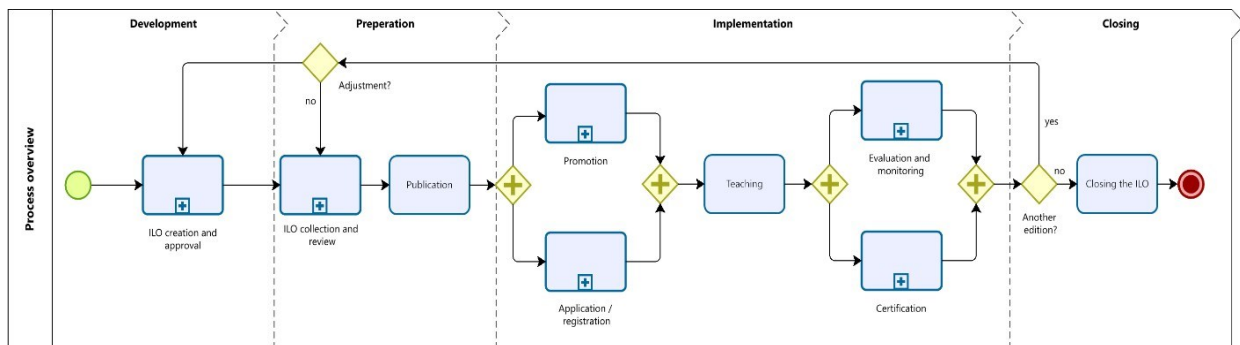 Process overview
Development
Preperation
Implementation
Closing
Adjustment?
no
yes
ILO creation and
approval
ILO collection and
review
Publication
Promotion
Application /
registration
Teaching
Evaluation and
monitoring
Certification
Another
edition?
no
Closing the ILO